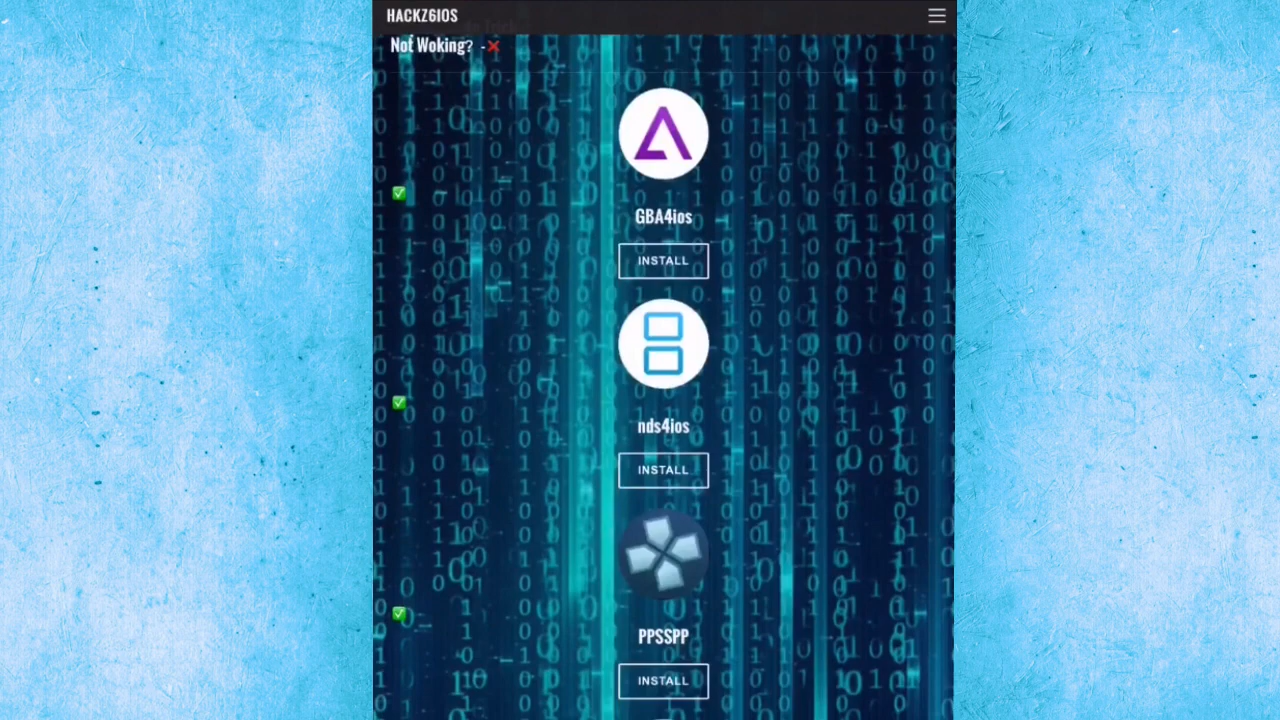 HACKZ6IOS
Not Woking? -❌
GBA4ios
INSTALL
nds4ios
INSTALL
PPSSPP
INSTALL